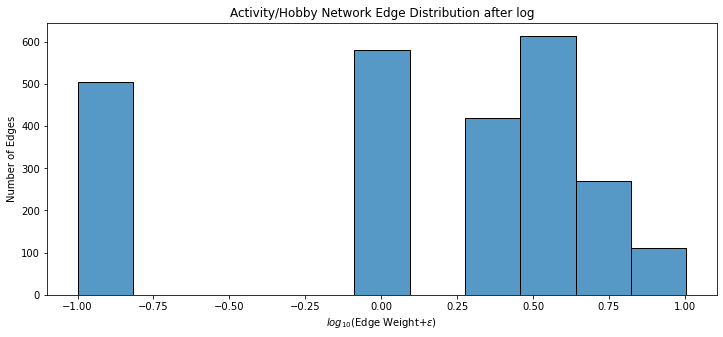 Activity/Hobby Network Edge Distribution after log
Number of Edges
600
500
400
300
200
100
0
−1.00 −0.75 −0.50 −0.25 0.00 0.25 0.50 0.75 1.00
log₁₀(Edge Weight+ε)